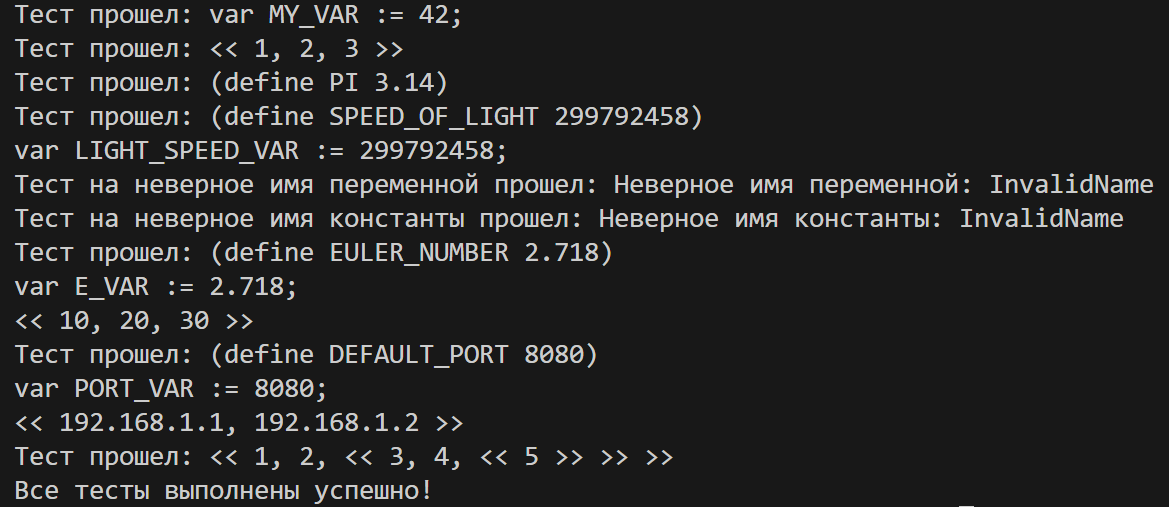 Тест прошел: var MY_VAR := 42;
Тест прошел: << 1, 2, 3 >>
Тест прошел: (define PI 3.14)
Тест прошел: (define SPEED_OF_LIGHT 299792458)
var LIGHT_SPEED_VAR := 299792458;
Тест на неверное имя переменной прошел: Неверное имя переменной: InvalidName
Тест на неверное имя константы прошел: Неверное имя константы: InvalidName
Тест прошел: (define EULER_NUMBER 2.718)
var E_VAR := 2.718;
<< 10, 20, 30 >>
Тест прошел: (define DEFAULT_PORT 8080)
var PORT_VAR := 8080;
<< 192.168.1.1, 192.168.1.2 >>
Тест прошел: << 1, 2, << 3, 4, << 5 >> >> >>
Все тесты выполнены успешно!